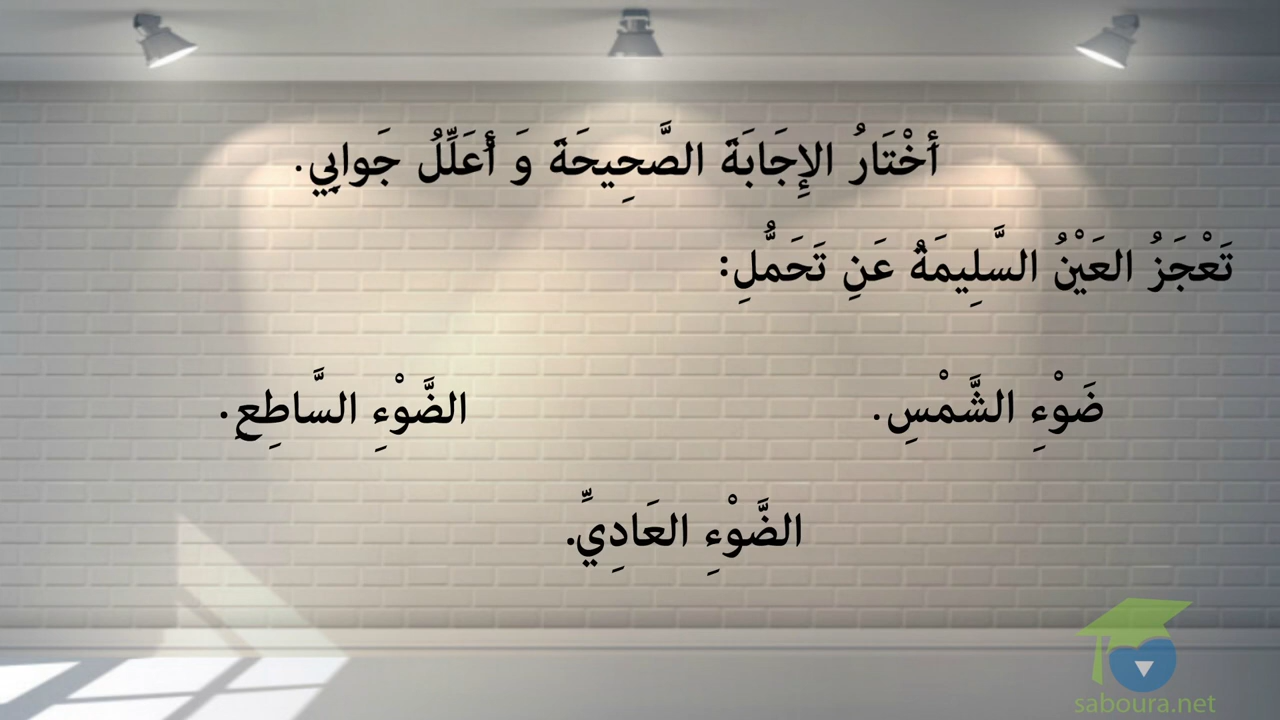 أَخْتَارُ الإِجَابَةَ الصَّحِيحَةَ وَ أُعَلِّلُ جَوابِي.
تَعْجَزُ العَيْنُ السَّلِيمَةُ عَنِ تَحَمُّلِ:
ضَوْءِ الشَّمْسِ.
الضَّوْءِ السَّاطِعِ.
الضَّوْءِ العَادِيِّ.
saboura.net